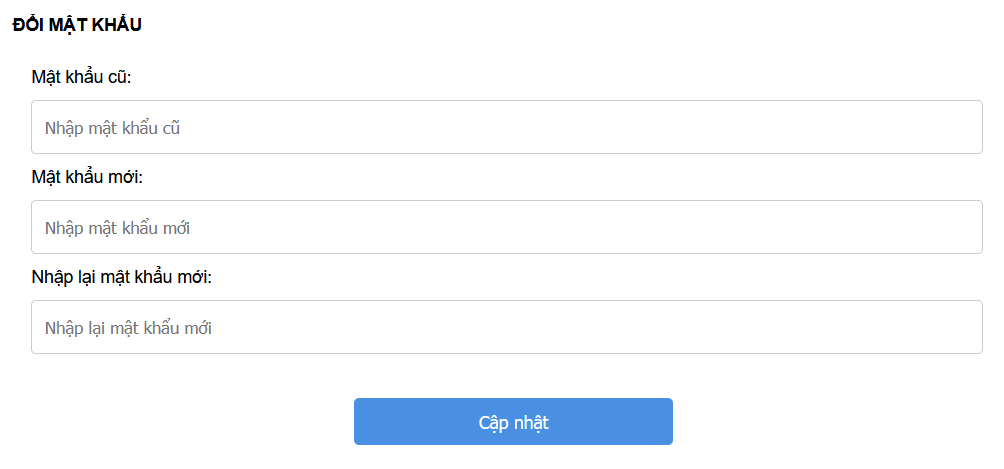 ĐỔI MẬT KHẨU
Mật khẩu cũ:
Nhập mật khẩu cũ
Mật khẩu mới:
Nhập mật khẩu mới
Nhập lại mật khẩu mới:
Nhập lại mật khẩu mới
Cập nhật